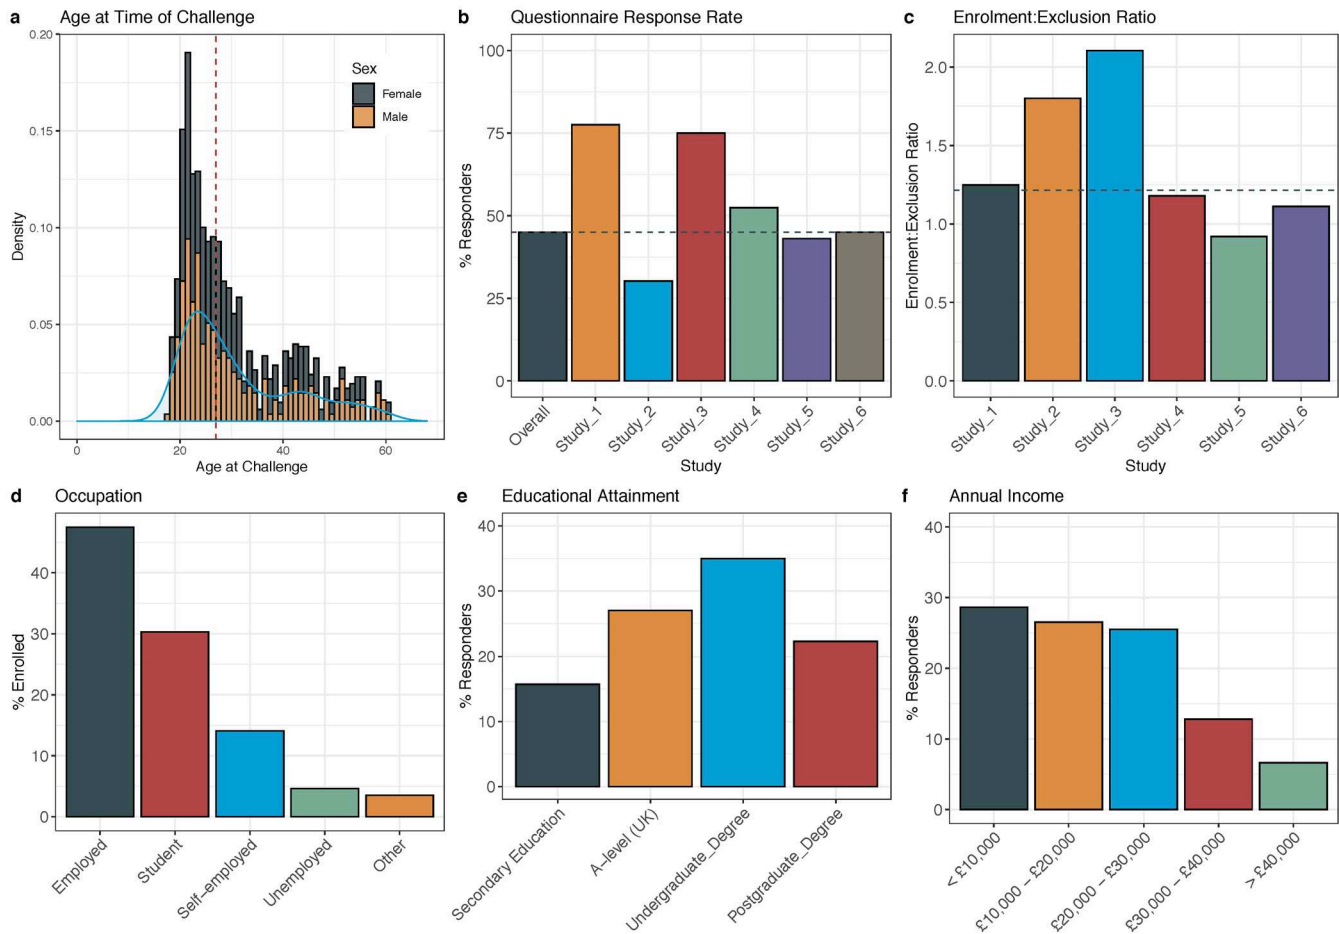 a Age at Time of Challenge
0.20
0.15
0.10
0.05
0.00
Density
Sex
Female
Male
0 20 40 60
Age at Challenge
b Questionnaire Response Rate
100
75
50
25
0
% Responders
Overall
Study_1
Study_2
Study_3
Study_4
Study_5
Study_6
Study
c Enrolment:Exclusion Ratio
2.0
1.5
1.0
0.5
0.0
Enrolment:Exclusion Ratio
Study_1
Study_2
Study_3
Study_4
Study_5
Study_6
Study
d Occupation
40
30
20
10
0
% Enrolled
Employed
Student
Self-employed
Unemployed
Other
e Educational Attainment
40
30
20
10
0
% Responders
Secondary Education
A-level (UK)
Undergraduate_Degree
Postgraduate_Degree
f Annual Income
40
30
20
10
0
% Responders
< £10,000
£10,000 – £20,000
£20,000 – £30,000
£30,000 – £40,000
> £40,000